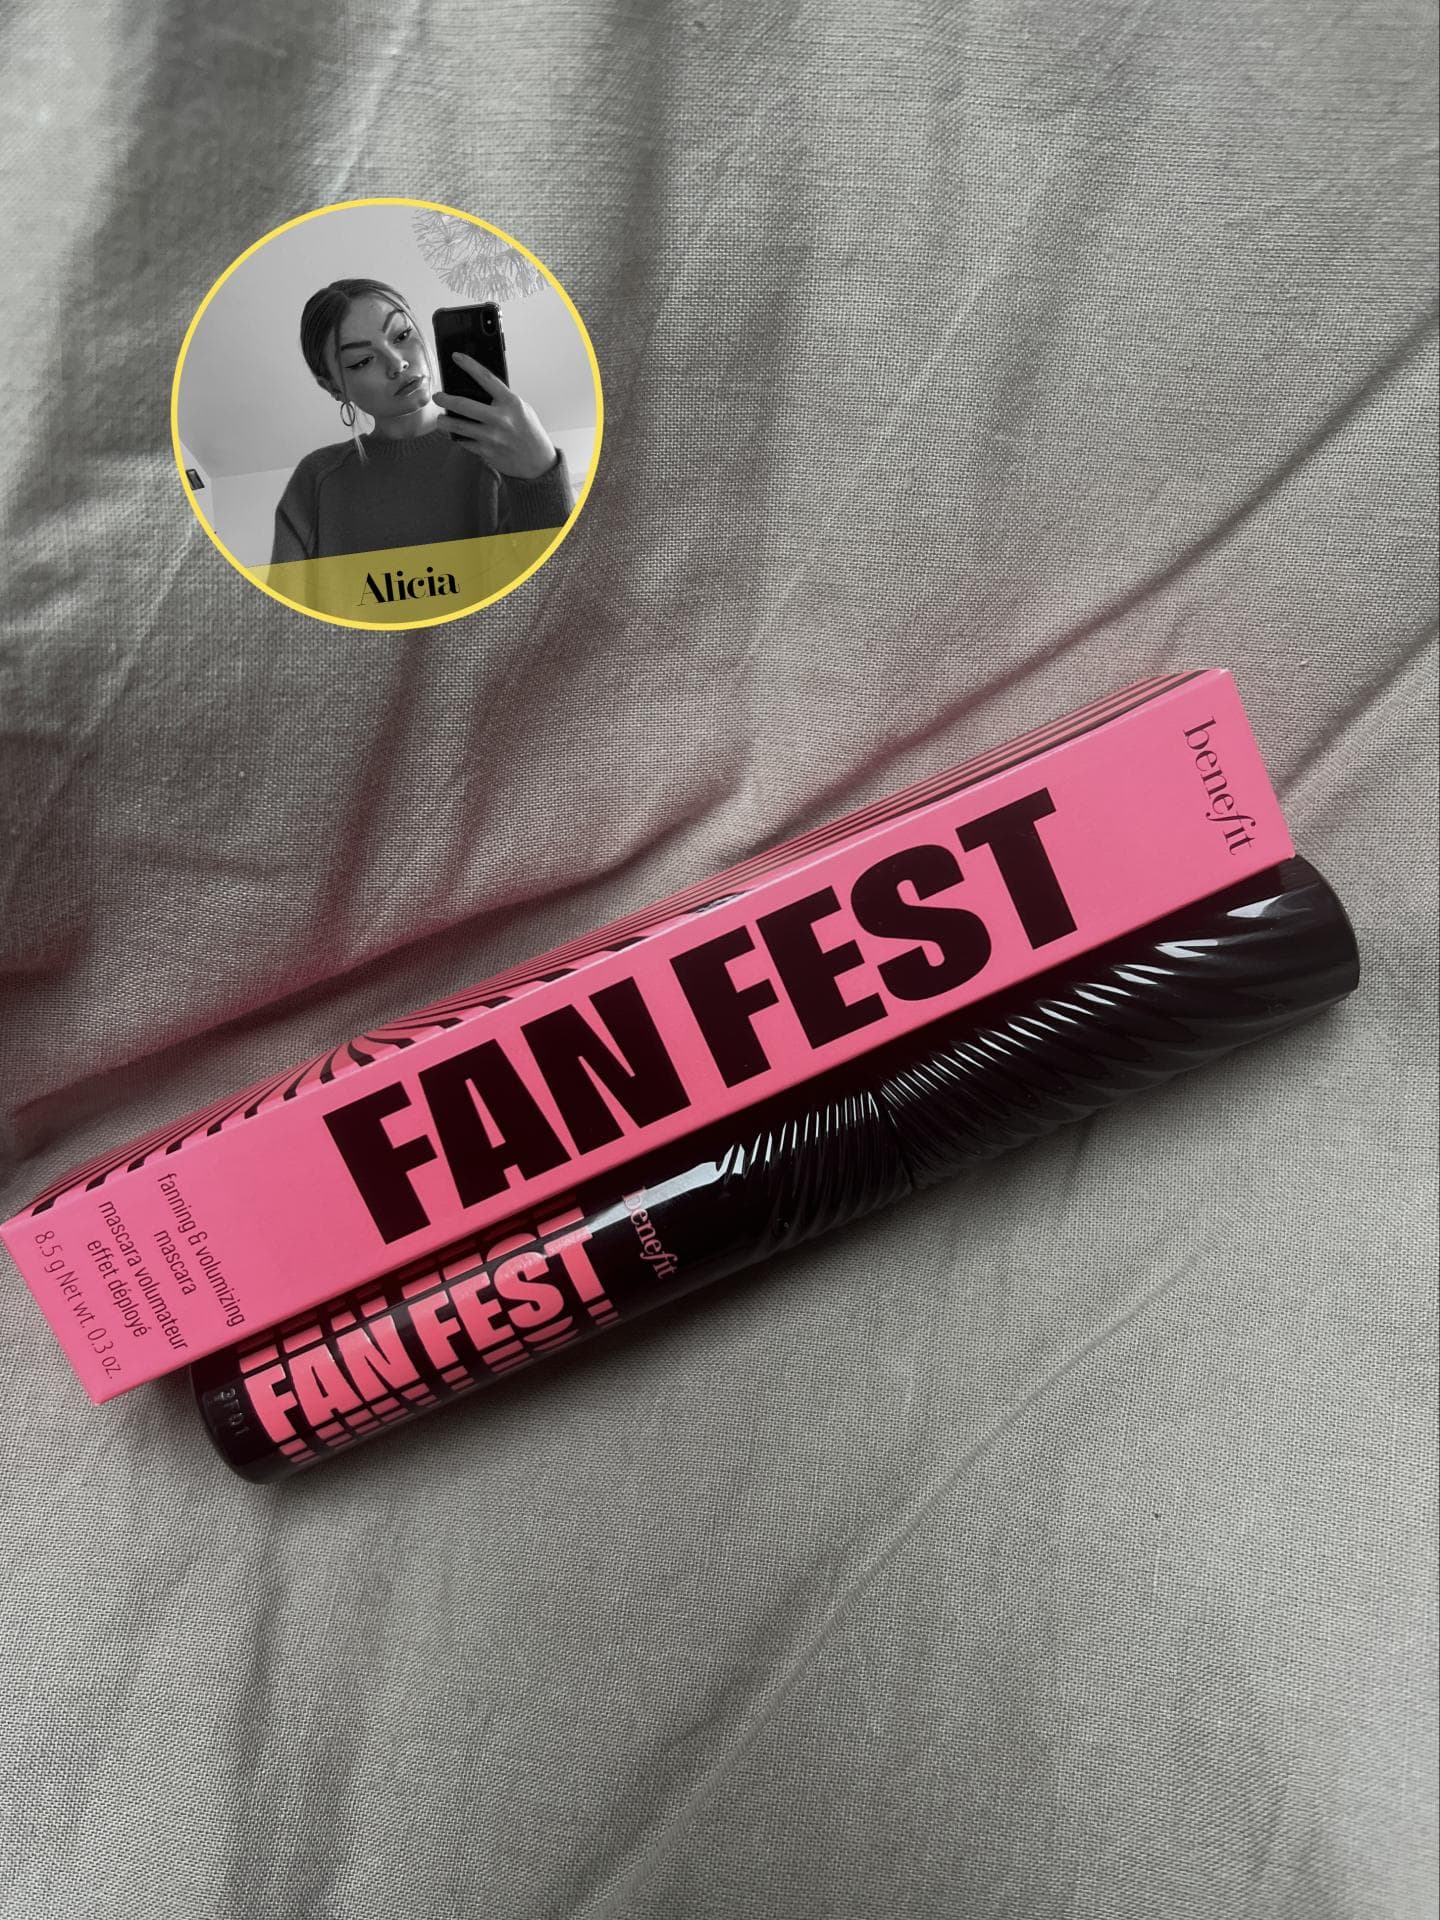 Alicia
benefit
FAN FEST
fanning & volumizing
mascara
mascara volumateur
effet déployé
8.5 g Net wt. 0.3 oz.
benefit
FAN FEST